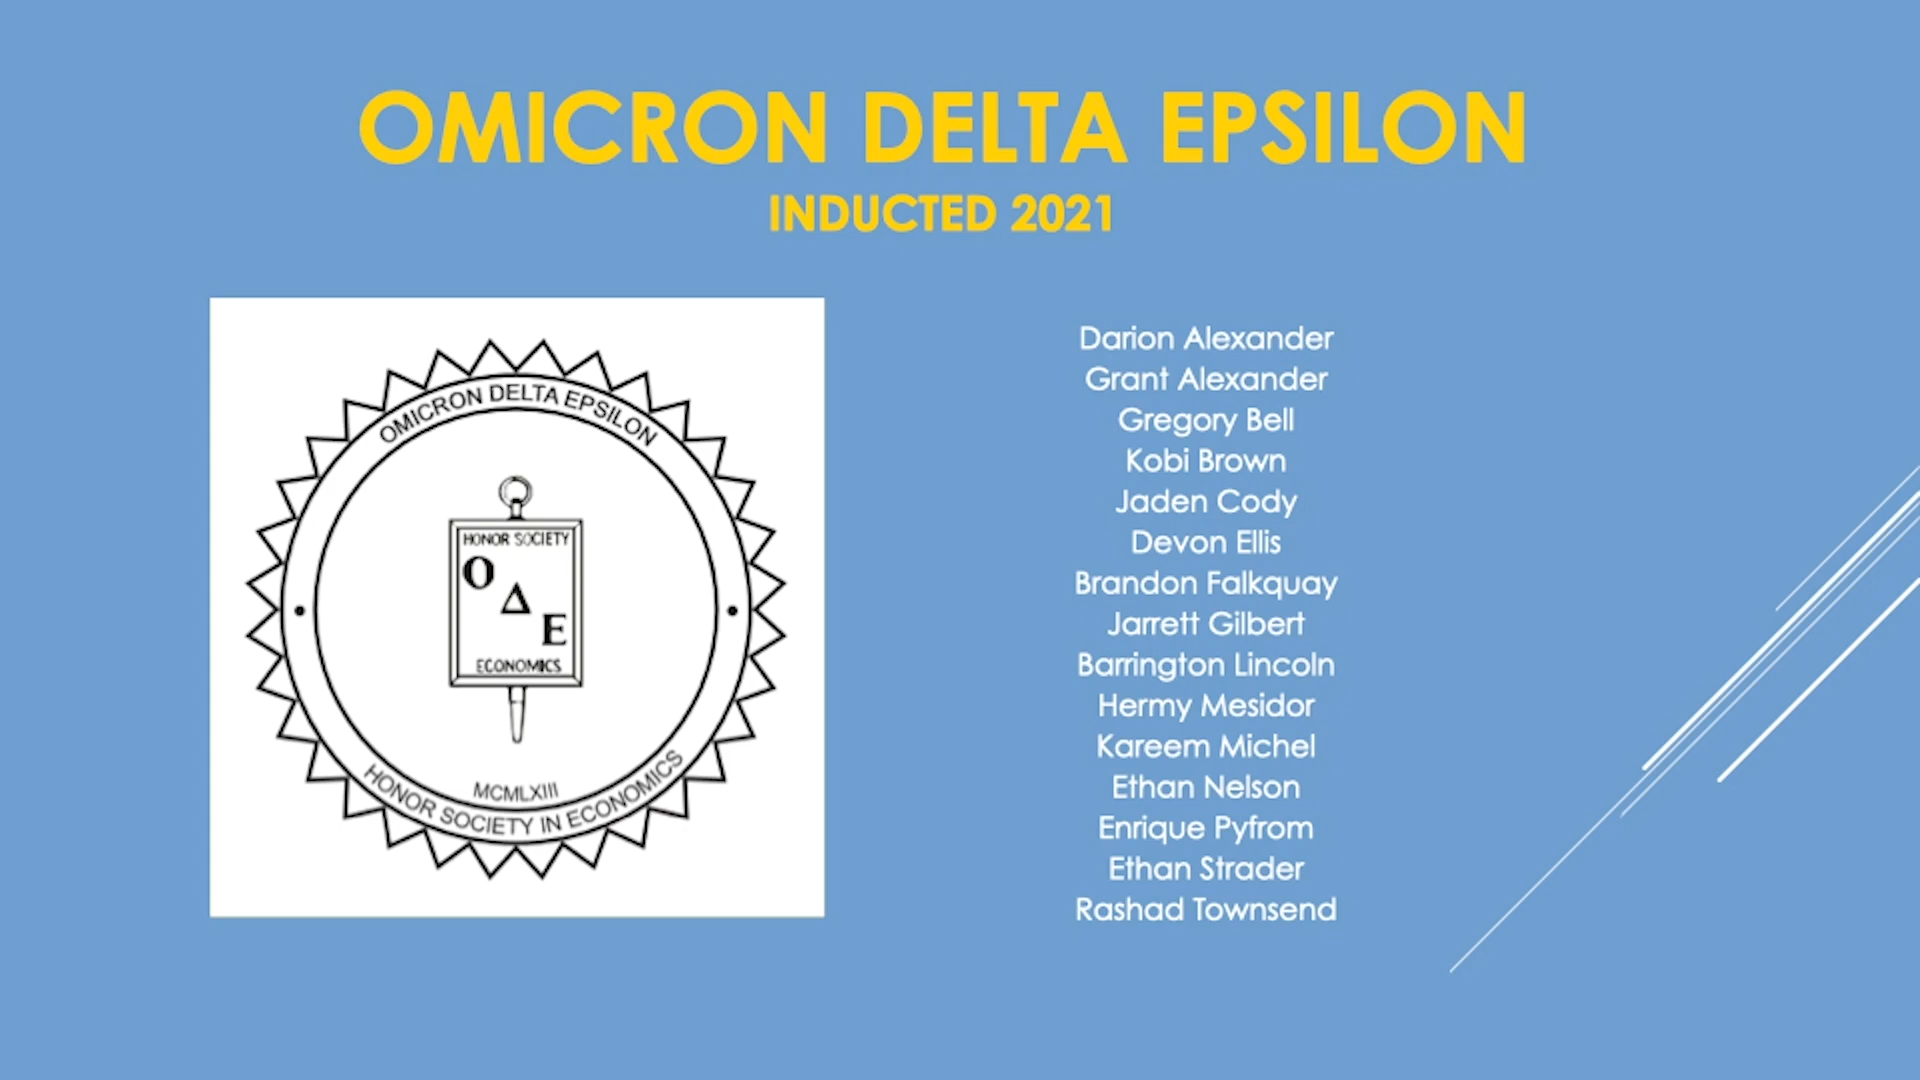 OMICRON DELTA EPSILON
INDUCTED 2021
OMICRON DELTA EPSILON
HONOR SOCIETY
O
Δ
E
ECONOMICS
MCMLXIII
HONOR SOCIETY IN ECONOMICS
Darion Alexander
Grant Alexander
Gregory Bell
Kobi Brown
Jaden Cody
Devon Ellis
Brandon Falkquay
Jarrett Gilbert
Barrington Lincoln
Hermy Mesidor
Kareem Michel
Ethan Nelson
Enrique Pyfrom
Ethan Strader
Rashad Townsend